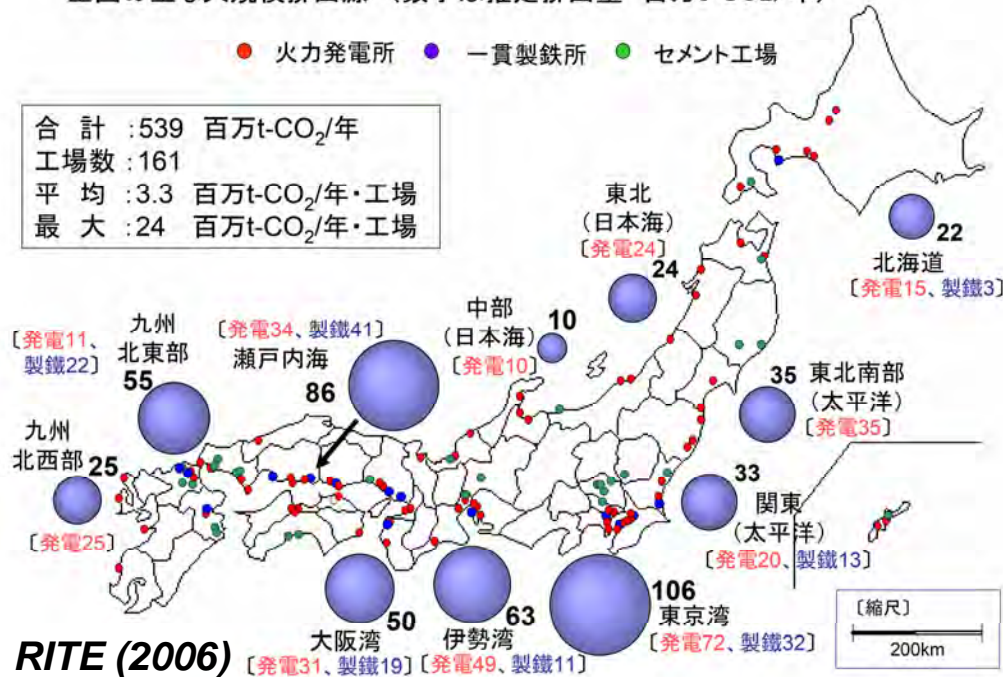 ● 火力発電所 ● 一貫製鉄所 ● セメント工場
合 計 :539 百万t-CO₂/年
工場数 :161
平 均 :3.3 百万t-CO₂/年・工場
最 大 :24 百万t-CO₂/年・工場
22
北海道
〔発電15、製鐵3〕
東北
(日本海)
〔発電24〕
24
中部
(日本海)
〔発電10〕
10
〔発電34、製鐵41〕
瀬戸内海
86
〔発電11、
製鐵22〕
九州
北東部
55
九州
北西部
25
〔発電25〕
35
東北南部
(太平洋)
〔発電35〕
33
関東
(太平洋)
〔発電20、製鐵13〕
106
東京湾
〔発電72、製鐵32〕
63
伊勢湾
〔発電49、製鐵11〕
50
大阪湾
〔発電31、製鐵19〕
〔縮尺〕
200km
RITE (2006)